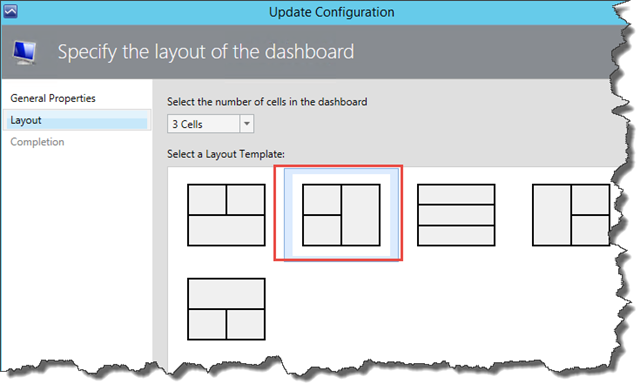 Update Configuration
Specify the layout of the dashboard
General Properties
Layout
Completion
Select the number of cells in the dashboard
3 Cells
Select a Layout Template: